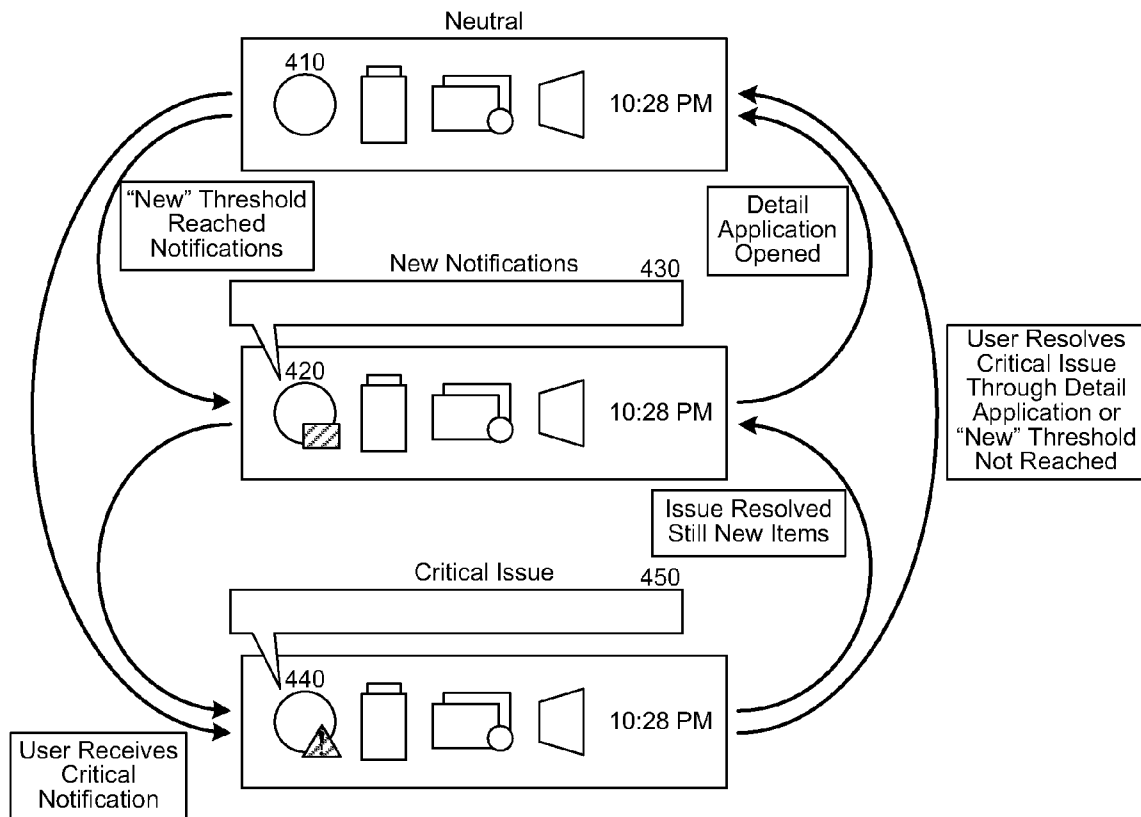 Neutral
410
10:28 PM
“New” Threshold
Reached
Notifications
Detail
Application
Opened
New Notifications
430
420
10:28 PM
User Resolves
Critical Issue
Through Detail
Application or
“New” Threshold
Not Reached
Issue Resolved
Still New Items
Critical Issue
450
440
!
10:28 PM
User Receives
Critical
Notification